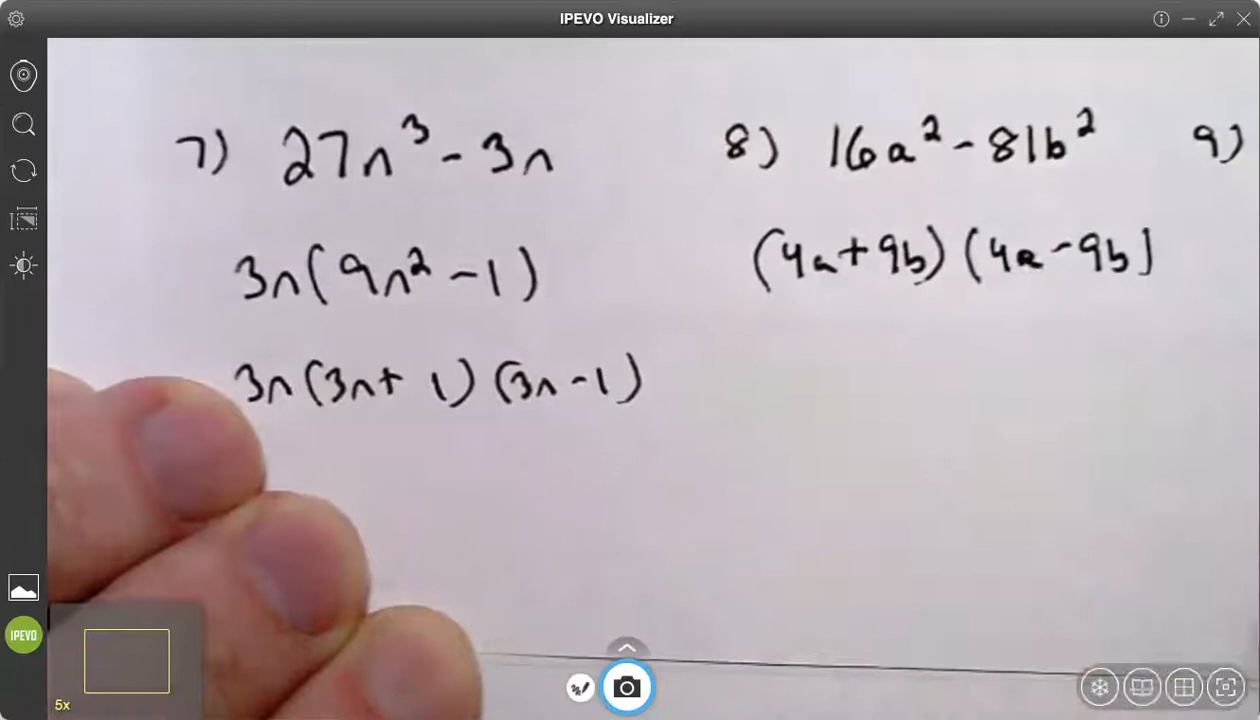 IPEVO Visualizer
7) 27n³ - 3n
3n(9n² - 1)
3n(3n + 1)(3n - 1)
8) 16a² - 81b²
(4a + 9b)(4a - 9b)
9)
IPEVO
5x